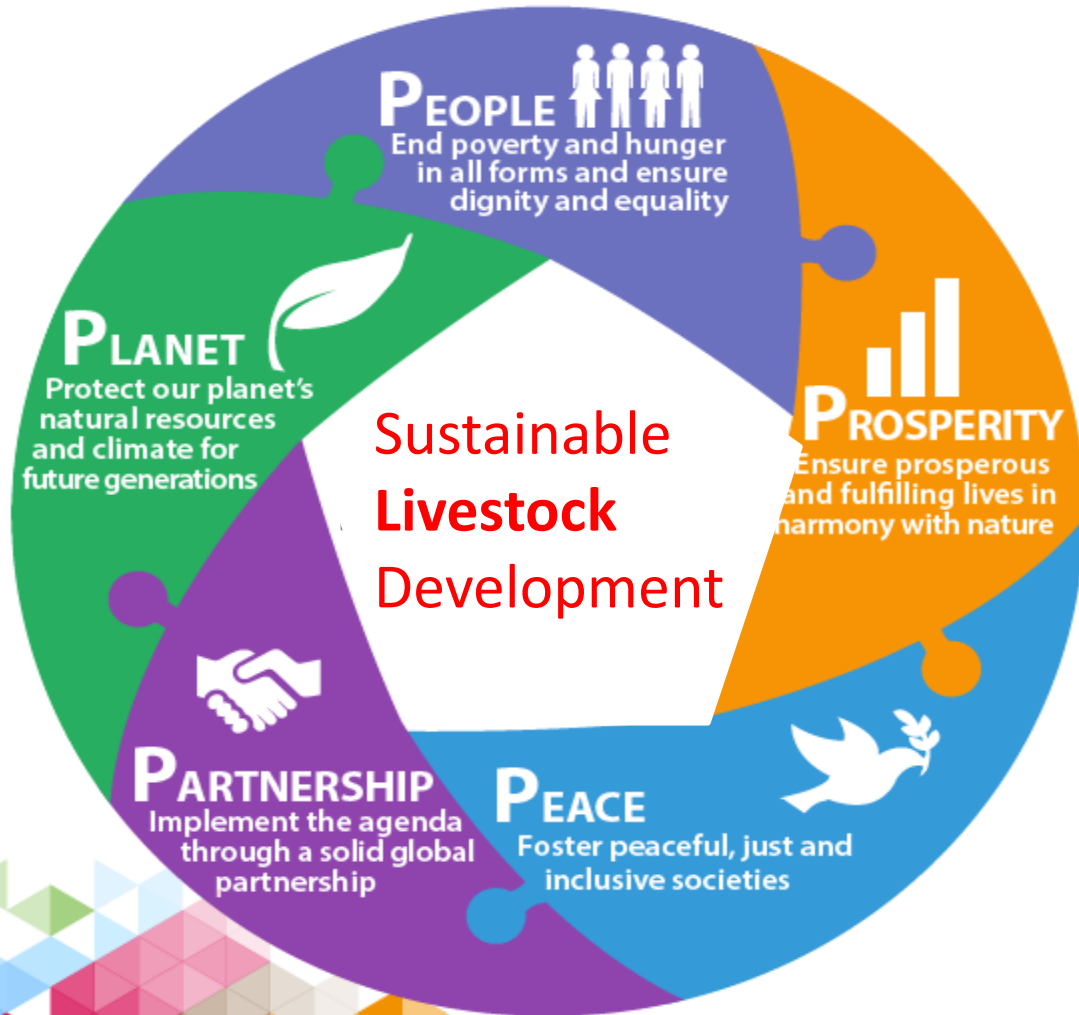 PEOPLE
End poverty and hunger
in all forms and ensure
dignity and equality
PLANET
Protect our planet's
natural resources
and climate for
future generations
Sustainable
Livestock
Development
PROSPERITY
Ensure prosperous
and fulfilling lives in
harmony with nature
PARTNERSHIP
Implement the agenda
through a solid global
partnership
PEACE
Foster peaceful, just and
inclusive societies